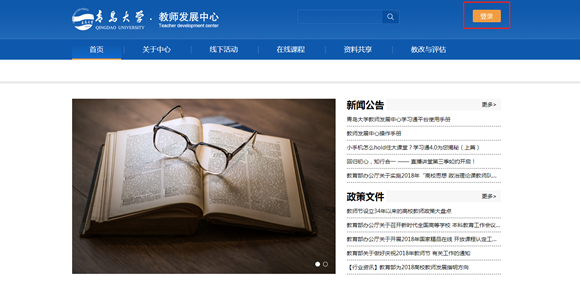 青岛大学 · 教师发展中心
QINGDAO UNIVERSITY Teacher development center
登录
首页 关于中心 线下活动 在线课程 资料共享 教改与评估
新闻公告 更多>
青岛大学教师发展中心学习通平台使用手册
教师发展中心操作手册
小手机怎么hold住大课堂？学习通4.0为您揭秘（上篇）
回归初心，知行合一 —— 直播讲堂第三季如约开启！
教育部办公厅关于实施2018年“高校思想 政治理论课教师队...
政策文件 更多>
教师节设立34年以来的高校教师政策大盘点
教育部办公厅关于召开新时代全国高等学校 本科教育工作会议...
教育部办公厅关于开展2018年国家精品在线 开放课程认定工...
教育部关于做好庆祝2018年教师节 有关工作的通知
【行业资讯】教育部为2018高校教师发展指明方向